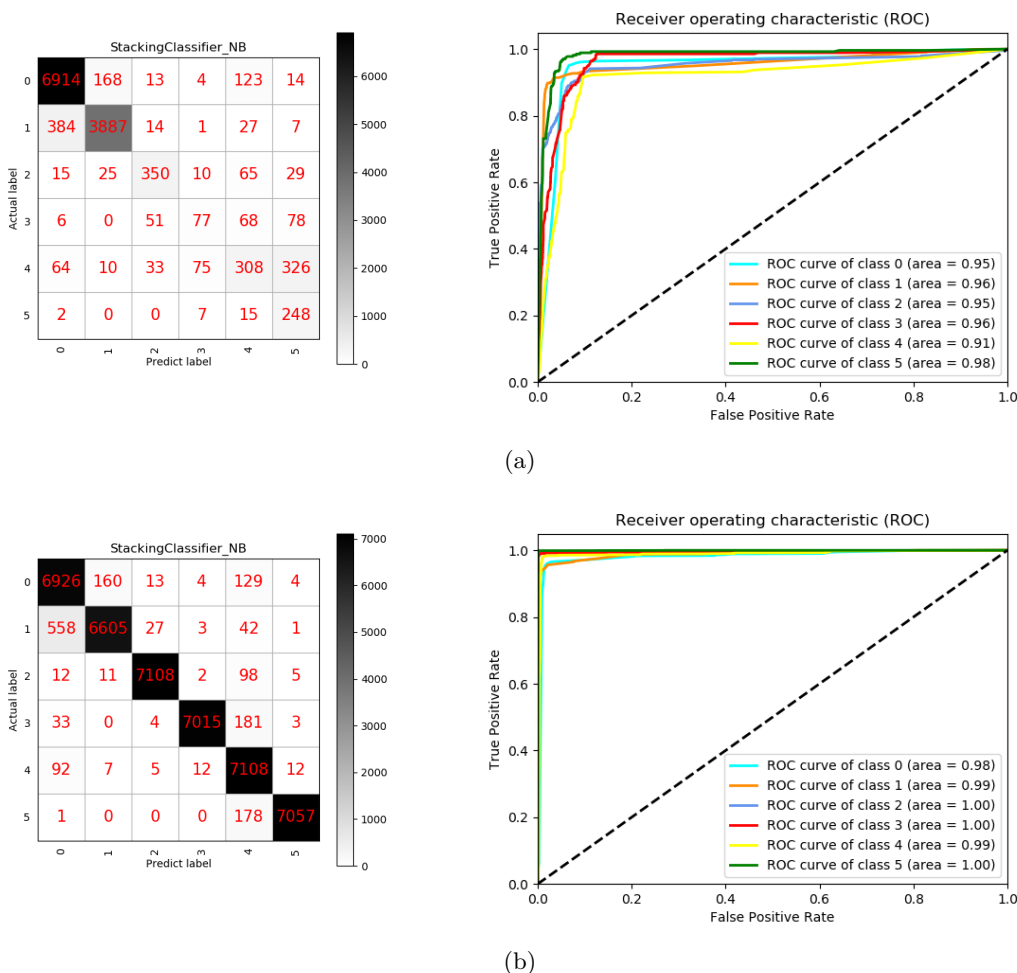 StackingClassifier_NB
0 6914 168 13 4 123 14
1 384 3887 14 1 27 7
2 15 25 350 10 65 29
3 6 0 51 77 68 78
4 64 10 33 75 308 326
5 2 0 0 7 15 248
0 1 2 3 4 5
Actual label
Predict label
6000
5000
4000
3000
2000
1000
0
Receiver operating characteristic (ROC)
1.0
0.8
0.6
0.4
0.2
0.0
True Positive Rate
ROC curve of class 0 (area = 0.95)
ROC curve of class 1 (area = 0.96)
ROC curve of class 2 (area = 0.95)
ROC curve of class 3 (area = 0.96)
ROC curve of class 4 (area = 0.91)
ROC curve of class 5 (area = 0.98)
0.0 0.2 0.4 0.6 0.8 1.0
False Positive Rate
(a)
StackingClassifier_NB
0 6926 160 13 4 129 4
1 558 6605 27 3 42 1
2 12 11 7108 2 98 5
3 33 0 4 7015 181 3
4 92 7 5 12 7108 12
5 1 0 0 0 178 7057
0 1 2 3 4 5
Actual label
Predict label
7000
6000
5000
4000
3000
2000
1000
0
Receiver operating characteristic (ROC)
1.0
0.8
0.6
0.4
0.2
0.0
True Positive Rate
ROC curve of class 0 (area = 0.98)
ROC curve of class 1 (area = 0.99)
ROC curve of class 2 (area = 1.00)
ROC curve of class 3 (area = 1.00)
ROC curve of class 4 (area = 0.99)
ROC curve of class 5 (area = 1.00)
0.0 0.2 0.4 0.6 0.8 1.0
False Positive Rate
(b)